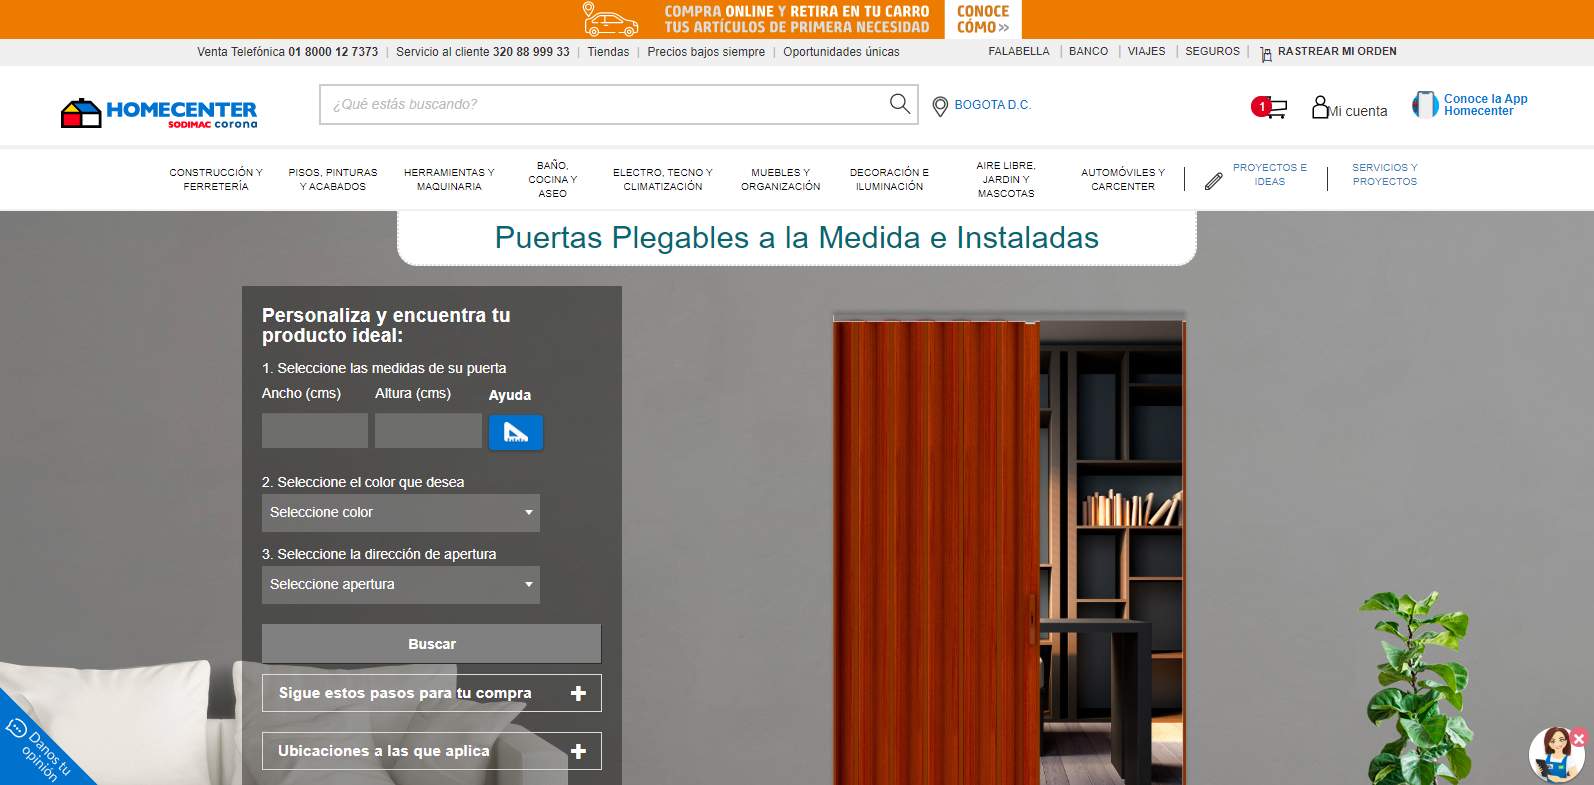 COMPRA ONLINE Y RETIRA EN TU CARRO
TUS ARTÍCULOS DE PRIMERA NECESIDAD
CONOCE
CÓMO »
Venta Telefónica 01 8000 12 7373 | Servicio al cliente 320 88 999 33 | Tiendas | Precios bajos siempre | Oportunidades únicas
FALABELLA | BANCO | VIAJES | SEGUROS | RASTREAR MI ORDEN
HOMECENTER
SODIMAC corona
¿Qué estás buscando?
BOGOTA D.C.
1
Mi cuenta
Conoce la App
Homecenter
CONSTRUCCIÓN Y
FERRETERÍA
PISOS, PINTURAS
Y ACABADOS
HERRAMIENTAS Y
MAQUINARIA
BAÑO,
COCINA Y
ASEO
ELECTRO, TECNO Y
CLIMATIZACIÓN
MUEBLES Y
ORGANIZACIÓN
DECORACIÓN E
ILUMINACIÓN
AIRE LIBRE,
JARDIN Y
MASCOTAS
AUTOMÓVILES Y
CARCENTER
PROYECTOS E
IDEAS
SERVICIOS Y
PROYECTOS
Puertas Plegables a la Medida e Instaladas
Personaliza y encuentra tu
producto ideal:
1. Seleccione las medidas de su puerta
Ancho (cms) Altura (cms) Ayuda
2. Seleccione el color que desea
Seleccione color
3. Seleccione la dirección de apertura
Seleccione apertura
Buscar
Sigue estos pasos para tu compra
Ubicaciones a las que aplica
Danos tu
opinión